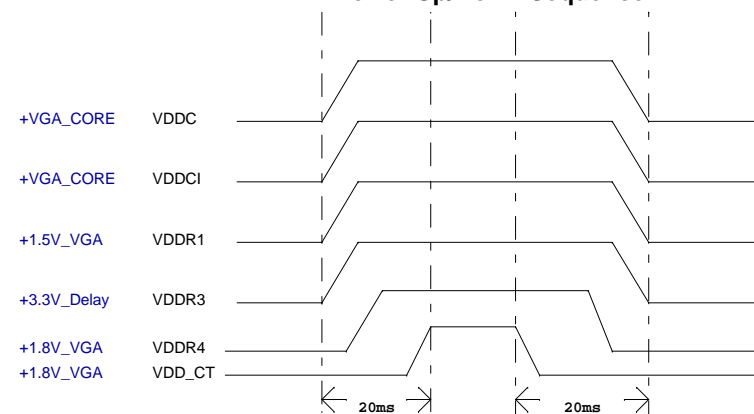 +VGA_CORE VDDC
+VGA_CORE VDDCI
+1.5V_VGA VDDR1
+3.3V_Delay VDDR3
+1.8V_VGA VDDR4
+1.8V_VGA VDD_CT
20ms 20ms